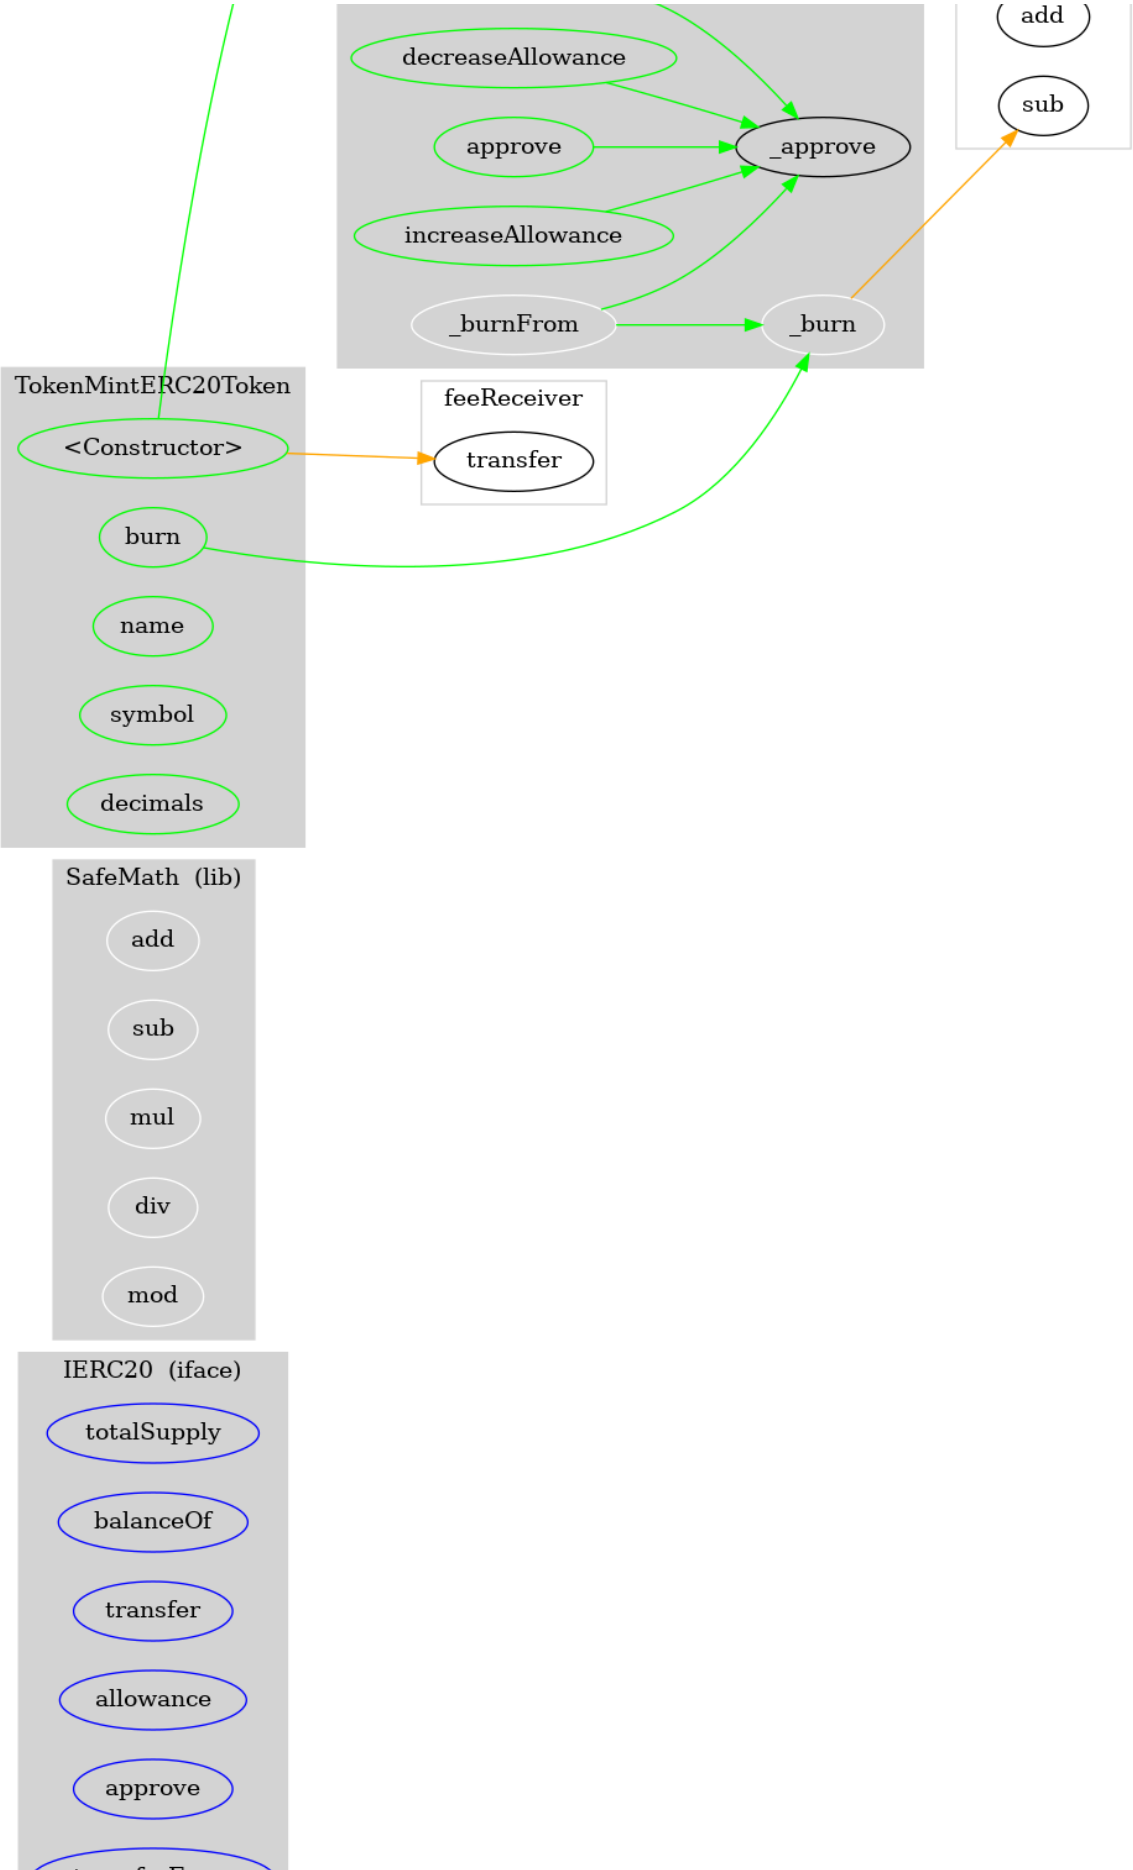 add
decreaseAllowance
sub
approve
_approve
increaseAllowance
_burnFrom
_burn
TokenMintERC20Token
<Constructor>
burn
name
symbol
decimals
feeReceiver
transfer
SafeMath (lib)
add
sub
mul
div
mod
IERC20 (iface)
totalSupply
balanceOf
transfer
allowance
approve